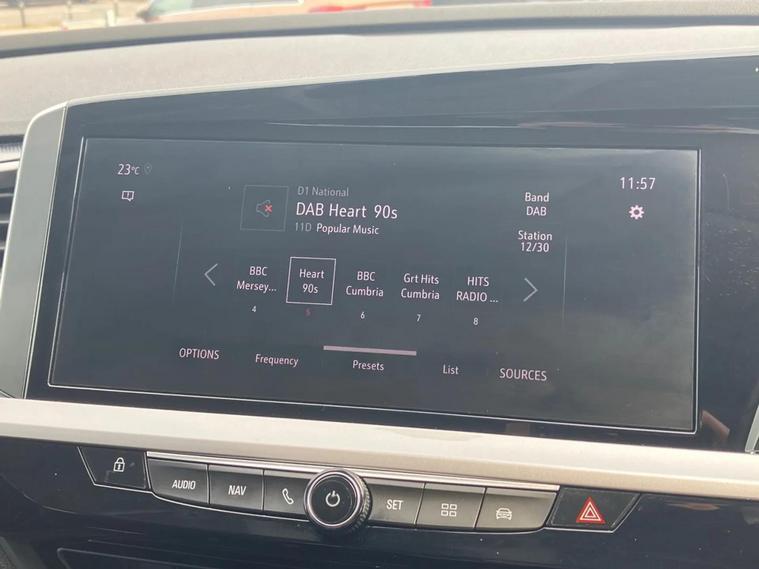 23°C
11:57
D1 National
DAB Heart 90s
11D Popular Music
Band
DAB
Station
12/30
BBC
Mersey...
4
Heart
90s
5
BBC
Cumbria
6
Grt Hits
Cumbria
7
HITS
RADIO ...
8
OPTIONS
Frequency
Presets
List
SOURCES
AUDIO
NAV
SET